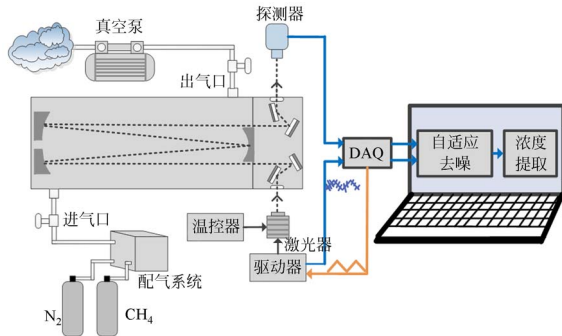 探测器
真空泵
出气口
DAQ
自适应
去噪
浓度
提取
进气口
温控器
激光器
配气系统
驱动器
N₂
CH₄